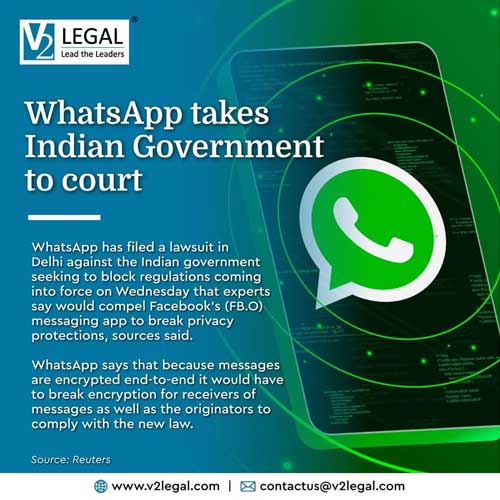 V2 LEGAL ®
Lead the Leaders
WhatsApp takes
Indian Government
to court
WhatsApp has filed a lawsuit in
Delhi against the Indian government
seeking to block regulations coming
into force on Wednesday that experts
say would compel Facebook's (FB.O)
messaging app to break privacy
protections, sources said.
WhatsApp says that because messages
are encrypted end-to-end it would have
to break encryption for receivers of
messages as well as the originators to
comply with the new law.
Source: Reuters
www.v2legal.com | contactus@v2legal.com